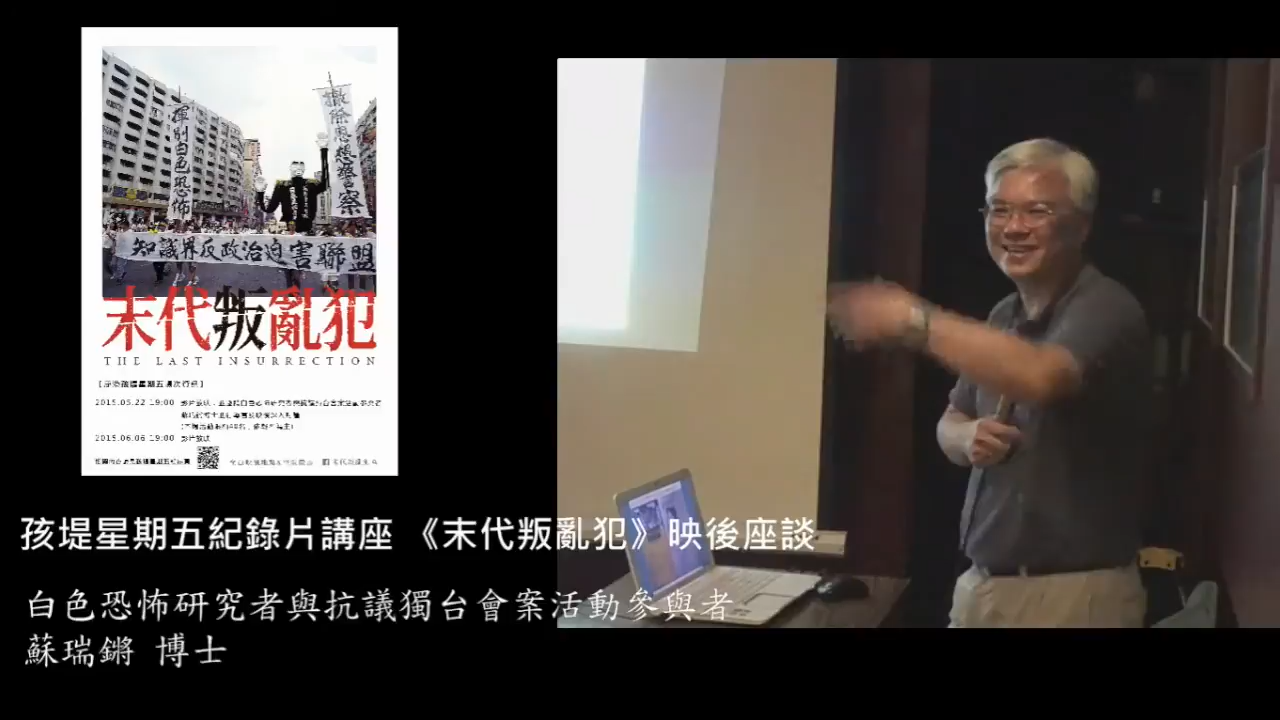 揮別白色恐怖
撤除思想警察
知識界反政治迫害聯盟
末代叛亂犯
THE LAST INSURRECTION
2015.05.22 19:00
2015.06.06 19:00
孩堤星期五紀錄片講座 《末代叛亂犯》映後座談
白色恐怖研究者與抗議獨台會案活動參與者
蘇瑞鏘 博士